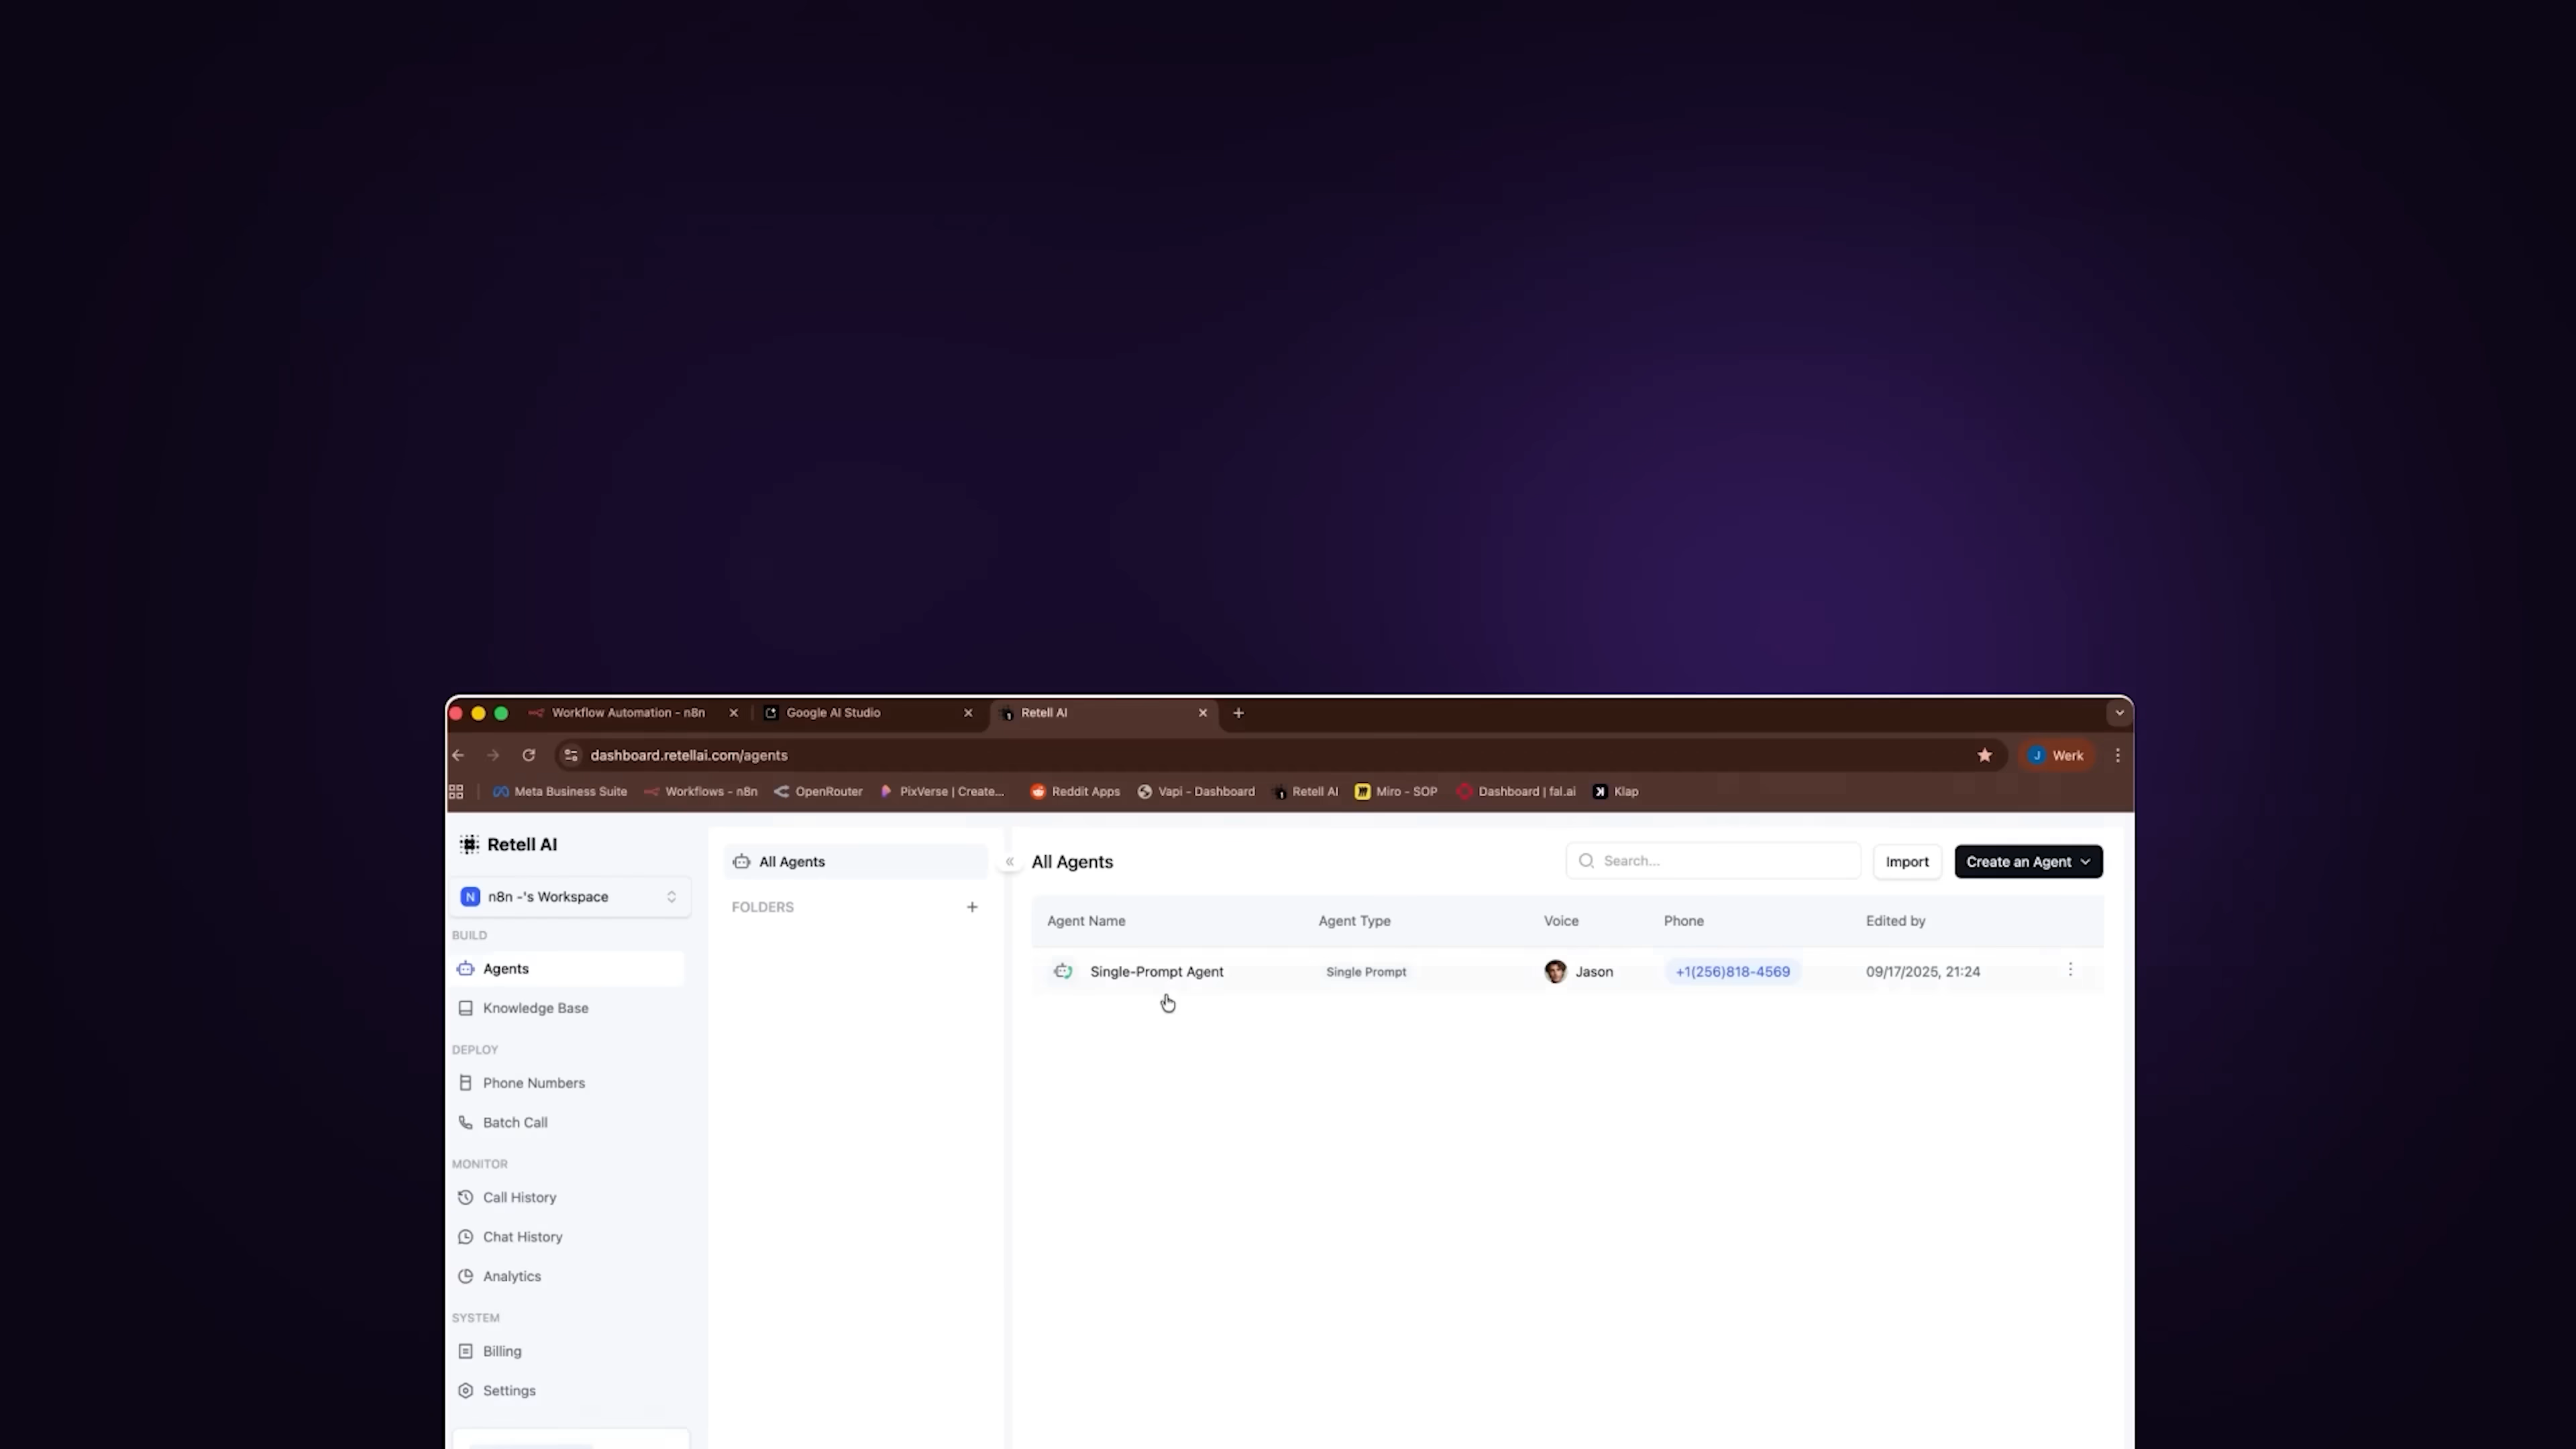 Workflow Automation - n8n
Google AI Studio
Retell AI
dashboard.retellai.com/agents
J Werk
Meta Business Suite
Workflows - n8n
OpenRouter
PixVerse | Create...
Reddit Apps
Vapi - Dashboard
Retell AI
Miro - SOP
Dashboard | fal.ai
Klap
Retell AI
N n8n -'s Workspace
BUILD
Agents
Knowledge Base
DEPLOY
Phone Numbers
Batch Call
MONITOR
Call History
Chat History
Analytics
SYSTEM
Billing
Settings
All Agents
FOLDERS
All Agents
Search...
Import
Create an Agent
Agent Name Agent Type Voice Phone Edited by
Single-Prompt Agent Single Prompt Jason +1(256)818-4569 09/17/2025, 21:24